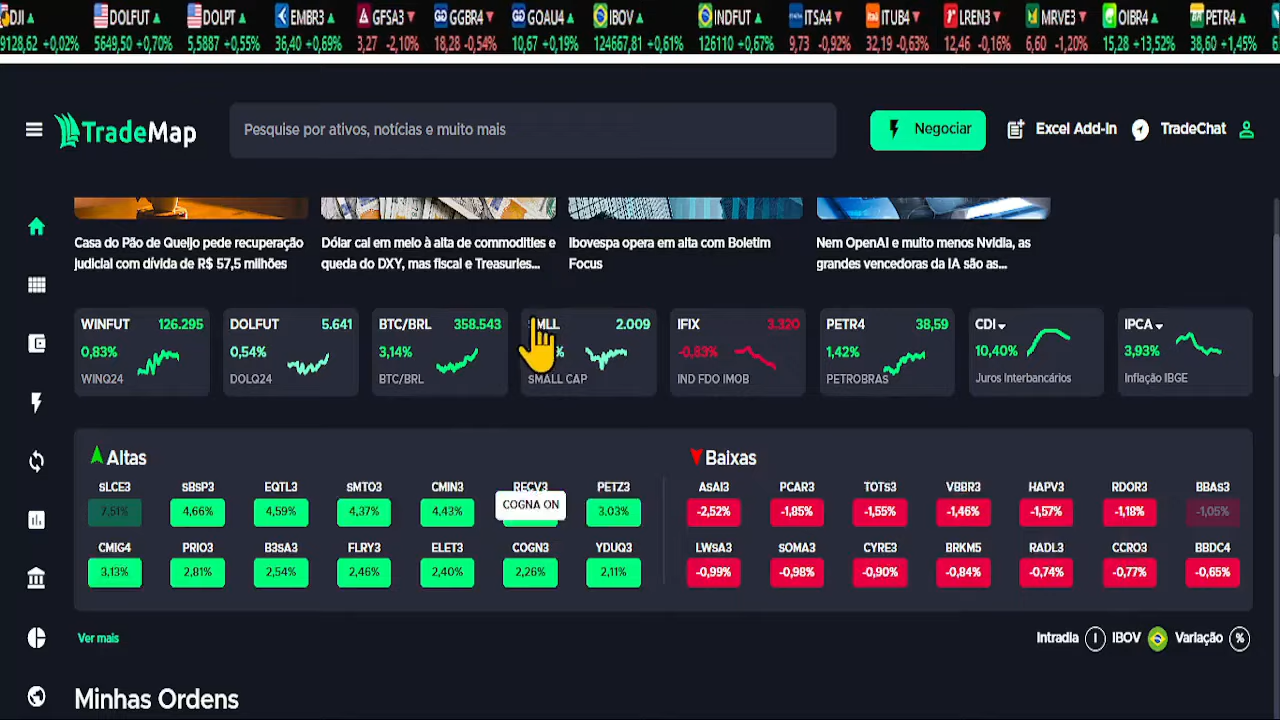 DJI DOLFUT DOLPT EMBR3 GFSA3 GGBR4 GOAU4 IBOV INDFUT ITSA4 ITUB4 LREN3 MRVE3 OIBR4 PETR4
9128,62 +0,02% 5649,50 +0,70% 5,5887 +0,55% 36,40 +0,69% 3,27 -2,10% 18,28 -0,54% 10,67 +0,19% 124667,81 +0,61% 126110 +0,67% 9,73 -0,92% 32,19 -0,63% 12,46 -0,16% 6,60 -1,20% 15,28 +13,52% 38,60 +1,45% 6
TradeMap
Pesquise por ativos, notícias e muito mais
Negociar
Excel Add-In
TradeChat
Casa do Pão de Queijo pede recuperação
judicial com dívida de R$ 57,5 milhões
Dólar cai em meio à alta de commodities e
queda do DXY, mas fiscal e Treasuries...
Ibovespa opera em alta com Boletim
Focus
Nem OpenAI e muito menos Nvidia, as
grandes vencedoras da IA são as...
WINFUT 126.295
0,83%
WINQ24
DOLFUT 5.641
0,54%
DOLQ24
BTC/BRL 358.543
3,14%
BTC/BRL
MLL 2.009
%
SMALL CAP
IFIX 3.320
-0,83%
IND FDO IMOB
PETR4 38,59
1,42%
PETROBRAS
CDI
10,40%
Juros Interbancários
IPCA
3,93%
Inflação IBGE
Altas
sLCE3 sBsP3 EQTL3 sMTO3 CMIN3 RECV3 PETZ3
7,51% 4,66% 4,59% 4,37% 4,43% COGNA ON 3,03%
CMIG4 PRIO3 B3sA3 FLRY3 ELET3 COGN3 YDUQ3
3,13% 2,81% 2,54% 2,46% 2,40% 2,26% 2,11%
Baixas
AsAI3 PCAR3 TOTs3 VBBR3 HAPV3 RDOR3 BBAs3
-2,52% -1,85% -1,55% -1,46% -1,57% -1,18% -1,05%
LWsA3 sOMA3 CYRE3 BRKM5 RADL3 CCRO3 BBDC4
-0,99% -0,98% -0,90% -0,84% -0,74% -0,77% -0,65%
Ver mais
Intradia I IBOV Variação %
Minhas Ordens